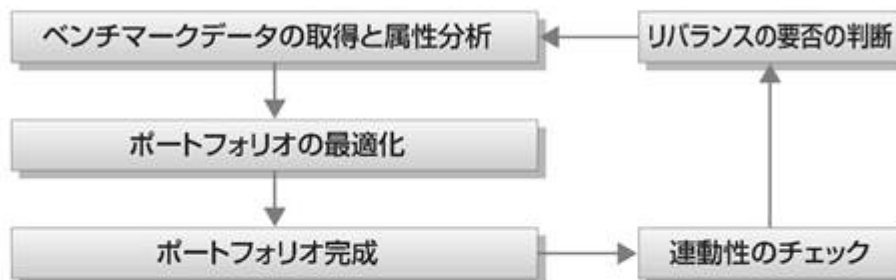 ベンチマークデータの取得と属性分析
リバランスの要否の判断
ポートフォリオの最適化
ポートフォリオ完成
連動性のチェック